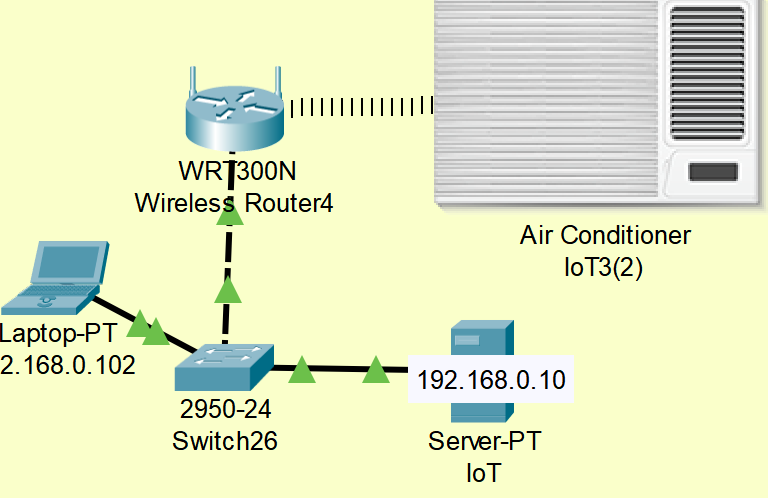 WRT300N
Wireless Router4
Air Conditioner
IoT3(2)
Laptop-PT
2.168.0.102
192.168.0.10
2950-24
Switch26
Server-PT
IoT